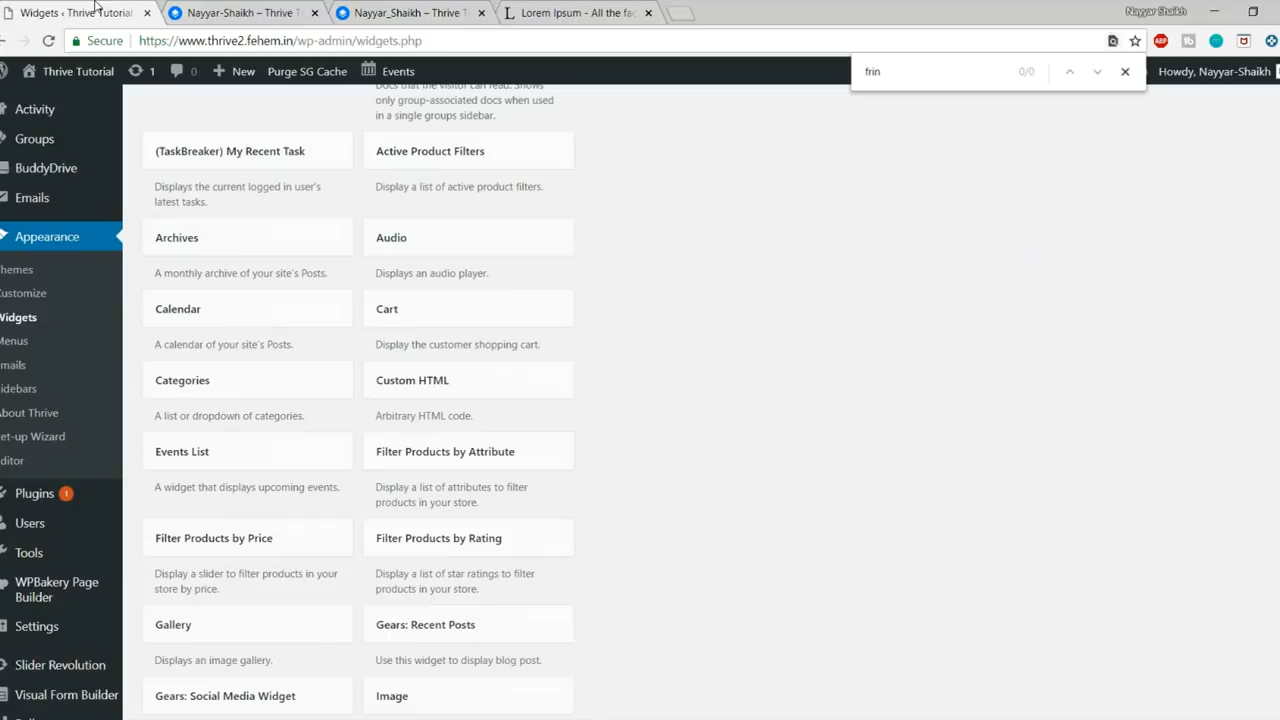 Widgets ‹ Thrive Tutorial
Nayyar-Shaikh – Thrive T
Nayyar_Shaikh – Thrive T
Lorem Ipsum - All the fac
Nayyar Shaikh
Secure
https://www.thrive2.fehem.in/wp-admin/widgets.php
ABP
Thrive Tutorial
1
0
New
Purge SG Cache
Events
frin
0/0
Howdy, Nayyar-Shaikh
Activity
Groups
BuddyDrive
Emails
Appearance
hemes
ustomize
Widgets
Menus
mails
idebars
bout Thrive
et-up Wizard
ditor
Plugins 1
Users
Tools
WPBakery Page
Builder
Settings
Slider Revolution
Visual Form Builder
Docs that the visitor can read. Shows
only group-associated docs when used
in a single groups sidebar.
(TaskBreaker) My Recent Task
Active Product Filters
Displays the current logged in user's
latest tasks.
Display a list of active product filters.
Archives
Audio
A monthly archive of your site's Posts.
Displays an audio player.
Calendar
Cart
A calendar of your site's Posts.
Display the customer shopping cart.
Categories
Custom HTML
A list or dropdown of categories.
Arbitrary HTML code.
Events List
Filter Products by Attribute
A widget that displays upcoming events.
Display a list of attributes to filter
products in your store.
Filter Products by Price
Filter Products by Rating
Display a slider to filter products in your
store by price.
Display a list of star ratings to filter
products in your store.
Gallery
Gears: Recent Posts
Displays an image gallery.
Use this widget to display blog post.
Gears: Social Media Widget
Image